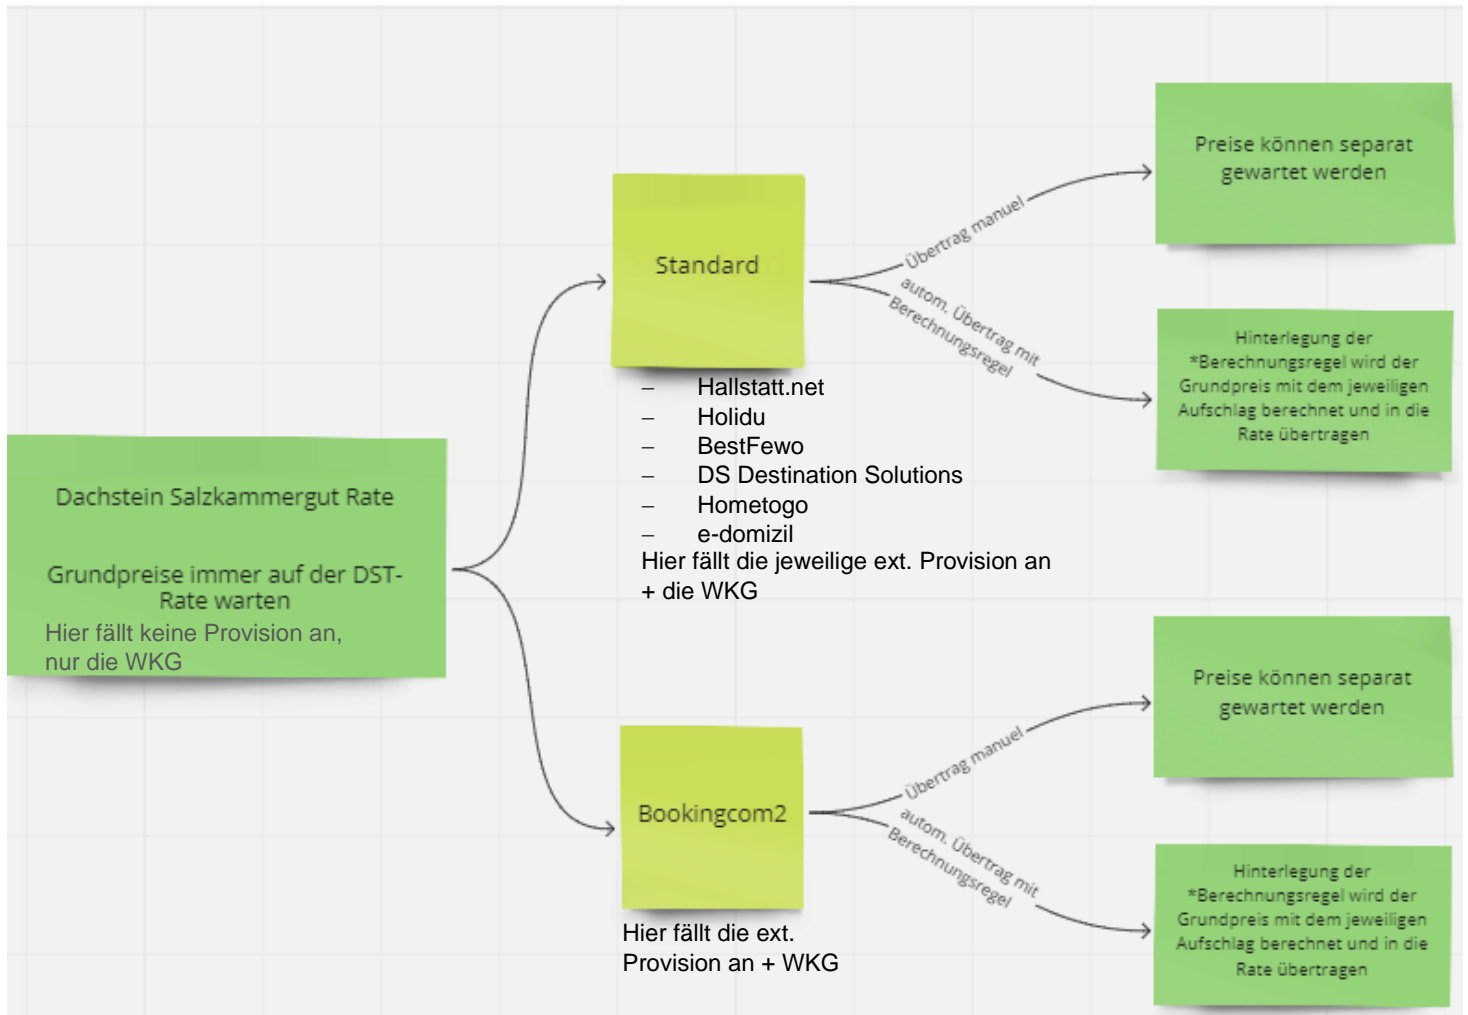 Dachstein Salzkammergut Rate
Grundpreise immer auf der DST-
Rate warten
Hier fällt keine Provision an,
nur die WKG
Standard
– Hallstatt.net
– Holidu
– BestFewo
– DS Destination Solutions
– Hometogo
– e-domizil
Hier fällt die jeweilige ext. Provision an
+ die WKG
Übertrag manuel
Preise können separat
gewartet werden
autom. Übertrag mit
Berechnungsregel
Hinterlegung der
*Berechnungsregel wird der
Grundpreis mit dem jeweiligen
Aufschlag berechnet und in die
Rate übertragen
Bookingcom2
Hier fällt die ext.
Provision an + WKG
Übertrag manuel
Preise können separat
gewartet werden
autom. Übertrag mit
Berechnungsregel
Hinterlegung der
*Berechnungsregel wird der
Grundpreis mit dem jeweiligen
Aufschlag berechnet und in die
Rate übertragen